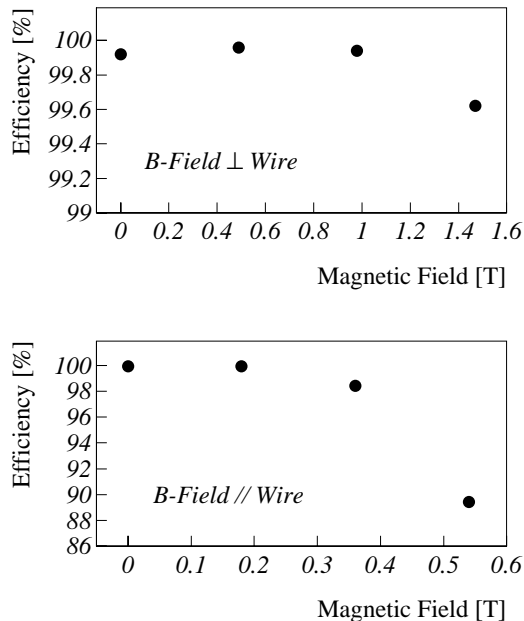 Efficiency [%]
100
99.8
99.6
99.4
99.2
99
B-Field ⊥ Wire
0 0.2 0.4 0.6 0.8 1 1.2 1.4 1.6
Magnetic Field [T]
Efficiency [%]
100
98
96
94
92
90
88
86
B-Field // Wire
0 0.1 0.2 0.3 0.4 0.5 0.6
Magnetic Field [T]